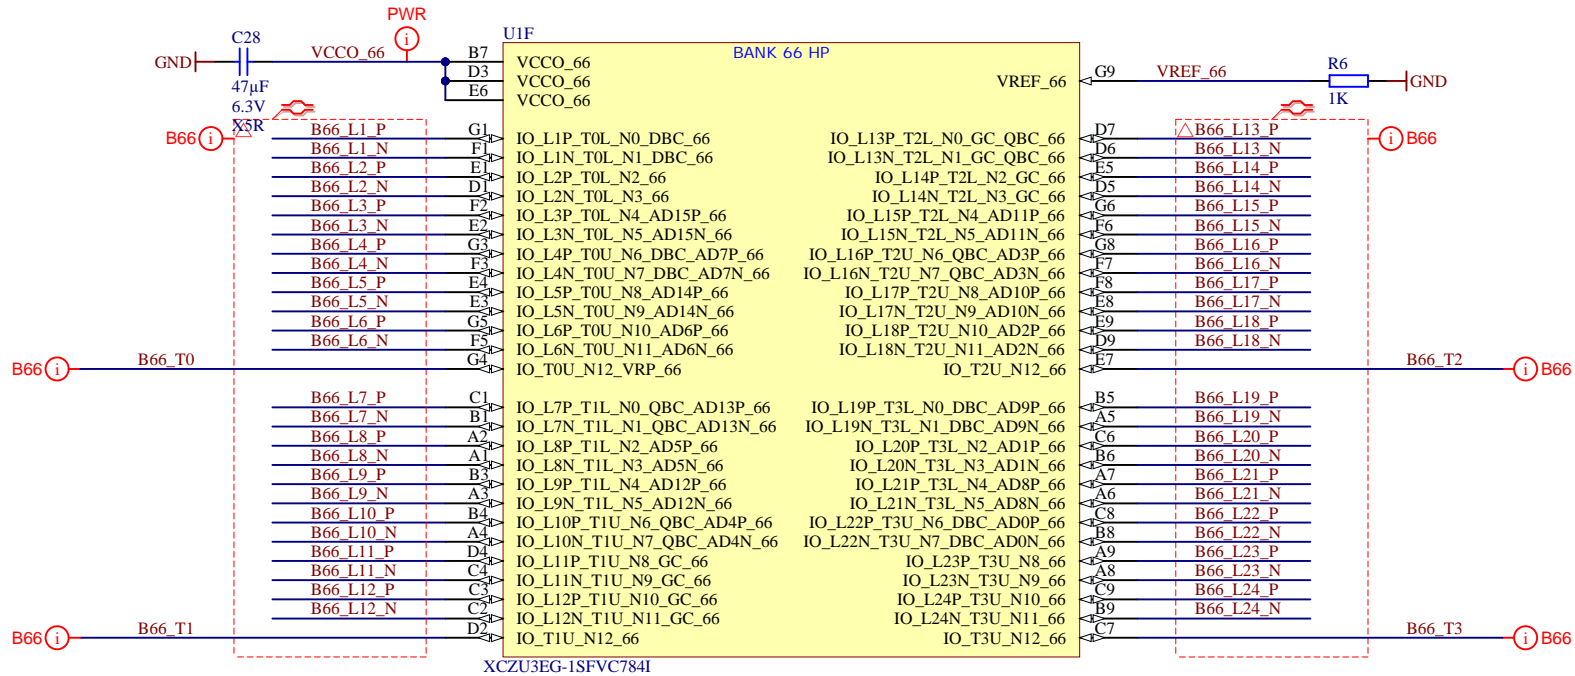 PWR
U1F
C28
GND
VCCO_66
47µF
6.3V
X5R
BANK 66 HP
B7 VCCO_66
D3 VCCO_66
E6 VCCO_66
VREF_66 G9 VREF_66
R6
1K
GND
B66 B66_L1_P G1 IO_L1P_T0L_N0_DBC_66
B66_L1_N F1 IO_L1N_T0L_N1_DBC_66
B66_L2_P E1 IO_L2P_T0L_N2_66
B66_L2_N D1 IO_L2N_T0L_N3_66
B66_L3_P F2 IO_L3P_T0L_N4_AD15P_66
B66_L3_N E2 IO_L3N_T0L_N5_AD15N_66
B66_L4_P G3 IO_L4P_T0U_N6_DBC_AD7P_66
B66_L4_N F3 IO_L4N_T0U_N7_DBC_AD7N_66
B66_L5_P E4 IO_L5P_T0U_N8_AD14P_66
B66_L5_N E3 IO_L5N_T0U_N9_AD14N_66
B66_L6_P G5 IO_L6P_T0U_N10_AD6P_66
B66_L6_N F5 IO_L6N_T0U_N11_AD6N_66
B66 B66_T0 G4 IO_T0U_N12_VRP_66
B66_L7_P C1 IO_L7P_T1L_N0_QBC_AD13P_66
B66_L7_N B1 IO_L7N_T1L_N1_QBC_AD13N_66
B66_L8_P A2 IO_L8P_T1L_N2_AD5P_66
B66_L8_N A1 IO_L8N_T1L_N3_AD5N_66
B66_L9_P B3 IO_L9P_T1L_N4_AD12P_66
B66_L9_N A3 IO_L9N_T1L_N5_AD12N_66
B66_L10_P B4 IO_L10P_T1U_N6_QBC_AD4P_66
B66_L10_N A4 IO_L10N_T1U_N7_QBC_AD4N_66
B66_L11_P D4 IO_L11P_T1U_N8_GC_66
B66_L11_N C4 IO_L11N_T1U_N9_GC_66
B66_L12_P C3 IO_L12P_T1U_N10_GC_66
B66_L12_N C2 IO_L12N_T1U_N11_GC_66
B66 B66_T1 D2 IO_T1U_N12_66
IO_L13P_T2L_N0_GC_QBC_66 D7 B66_L13_P B66
IO_L13N_T2L_N1_GC_QBC_66 D6 B66_L13_N
IO_L14P_T2L_N2_GC_66 E5 B66_L14_P
IO_L14N_T2L_N3_GC_66 D5 B66_L14_N
IO_L15P_T2L_N4_AD11P_66 G6 B66_L15_P
IO_L15N_T2L_N5_AD11N_66 F6 B66_L15_N
IO_L16P_T2U_N6_QBC_AD3P_66 G8 B66_L16_P
IO_L16N_T2U_N7_QBC_AD3N_66 F7 B66_L16_N
IO_L17P_T2U_N8_AD10P_66 F8 B66_L17_P
IO_L17N_T2U_N9_AD10N_66 E8 B66_L17_N
IO_L18P_T2U_N10_AD2P_66 E9 B66_L18_P
IO_L18N_T2U_N11_AD2N_66 D9 B66_L18_N
IO_T2U_N12_66 E7 B66_T2 B66
IO_L19P_T3L_N0_DBC_AD9P_66 B5 B66_L19_P
IO_L19N_T3L_N1_DBC_AD9N_66 A5 B66_L19_N
IO_L20P_T3L_N2_AD1P_66 C6 B66_L20_P
IO_L20N_T3L_N3_AD1N_66 B6 B66_L20_N
IO_L21P_T3L_N4_AD8P_66 A7 B66_L21_P
IO_L21N_T3L_N5_AD8N_66 A6 B66_L21_N
IO_L22P_T3U_N6_DBC_AD0P_66 C8 B66_L22_P
IO_L22N_T3U_N7_DBC_AD0N_66 B8 B66_L22_N
IO_L23P_T3U_N8_66 A9 B66_L23_P
IO_L23N_T3U_N9_66 A8 B66_L23_N
IO_L24P_T3U_N10_66 C9 B66_L24_P
IO_L24N_T3U_N11_66 B9 B66_L24_N
IO_T3U_N12_66 C7 B66_T3 B66
XCZU3EG-1SFVC784I